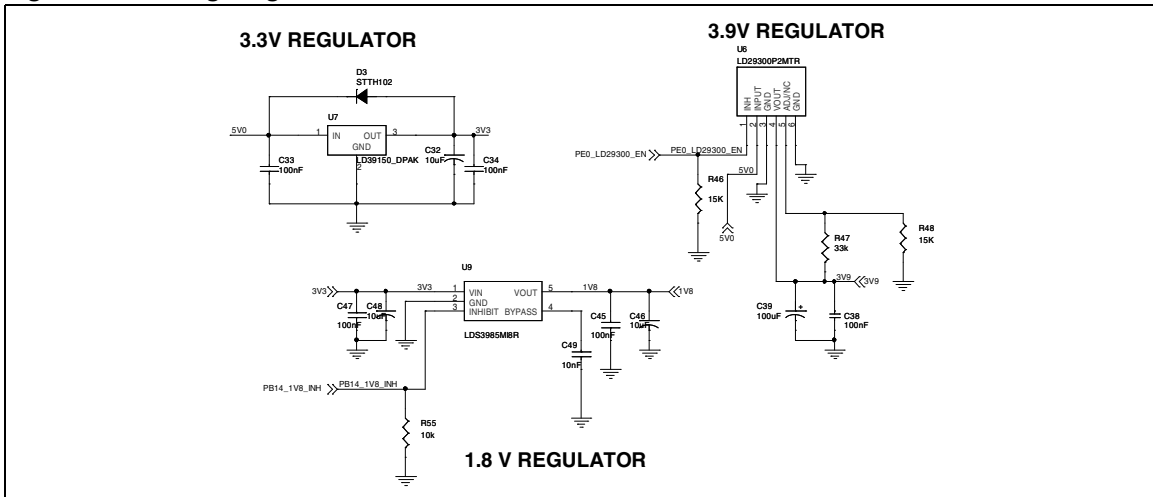 3.3V REGULATOR
D3
STTH102
U7
5V0
1
IN
OUT
3
3V3
GND
2
LD39150_DPAK
C33
100nF
C32
10uF
C34
100nF
3.9V REGULATOR
U6
LD29300P2MTR
INH
INPUT
GND
VOUT
ADJ/NC
GND
1
2
3
4
5
6
PE0_LD29300_EN
PE0_LD29300_EN
R46
15K
5V0
5V0
R47
33k
R48
15K
3V9
3V9
C39
100uF
+
C38
100nF
U9
3V3
3V3
1
VIN
VOUT
5
1V8
1V8
2
GND
3
INHIBIT
BYPASS
4
LDS3985MI8R
C47
100nF
C48
10uF
C45
100nF
C46
10uF
C49
10nF
PB14_1V8_INH
PB14_1V8_INH
R55
10k
1.8 V REGULATOR